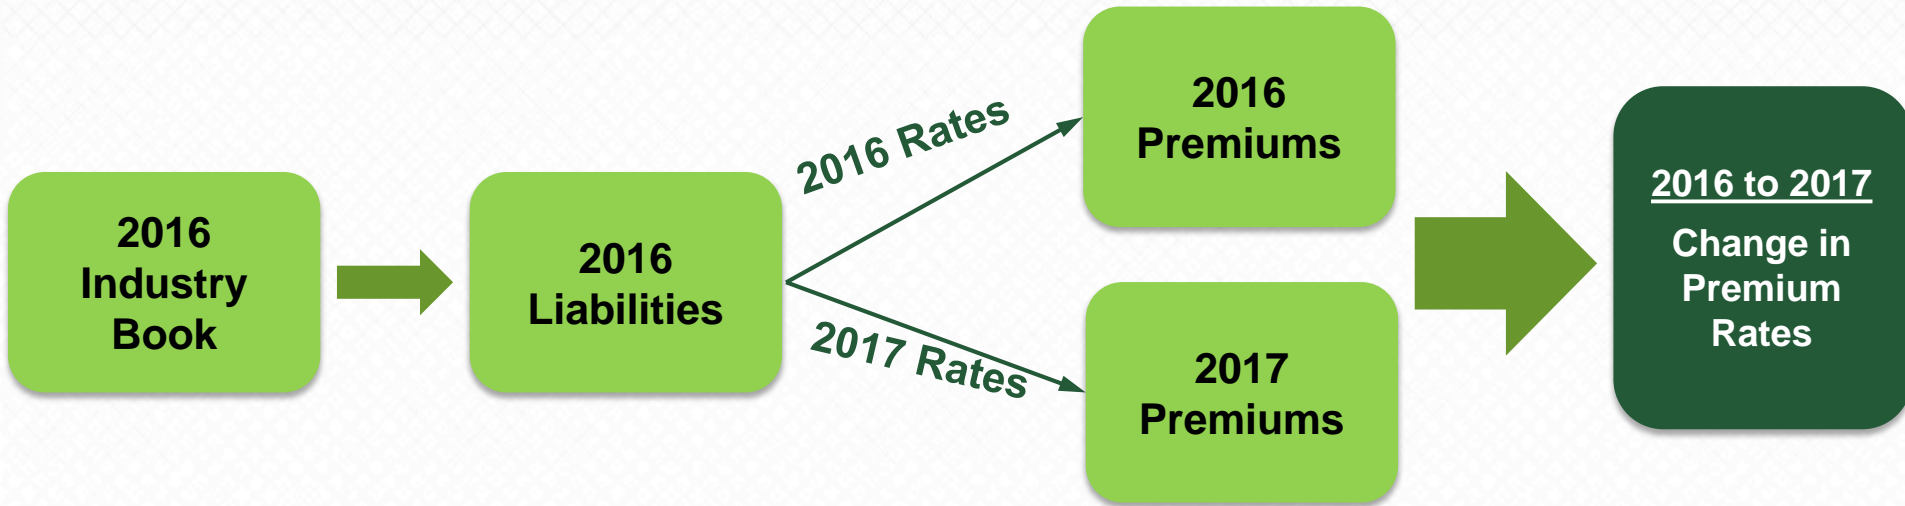 2016
Industry
Book
2016
Liabilities
2016 Rates
2017 Rates
2016
Premiums
2017
Premiums
2016 to 2017
Change in
Premium
Rates